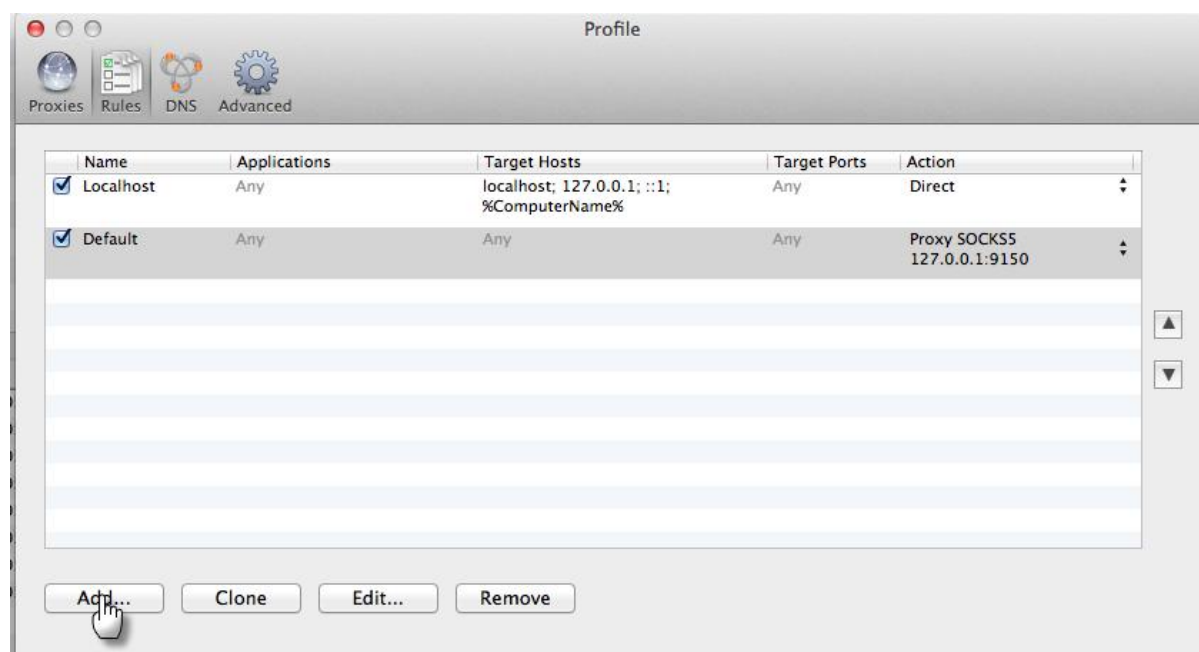 Profile
Proxies Rules DNS Advanced
Name Applications Target Hosts Target Ports Action
Localhost Any localhost; 127.0.0.1; ::1; Any Direct
%ComputerName%
Default Any Any Any Proxy SOCKS5
127.0.0.1:9150
Add... Clone Edit... Remove